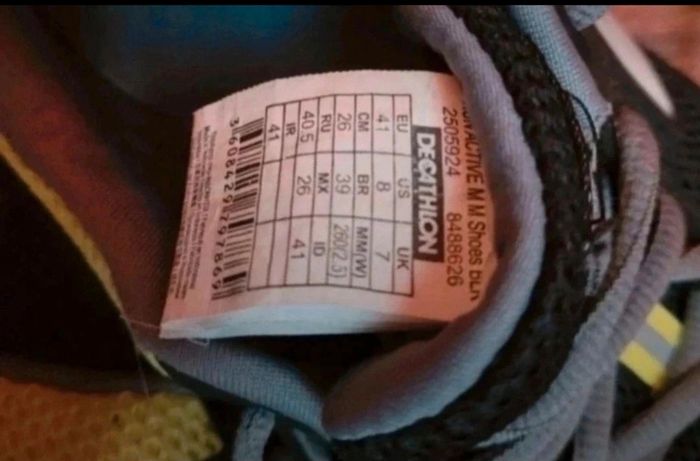 ACTIVE M M Shoes
2505924 8488626
DECATHLON
EU US UK
41 8 7
CM BR MM(W)
26 39 260(2.5)
RU MX ID
40.5 26 41
IR
41
3608429797869